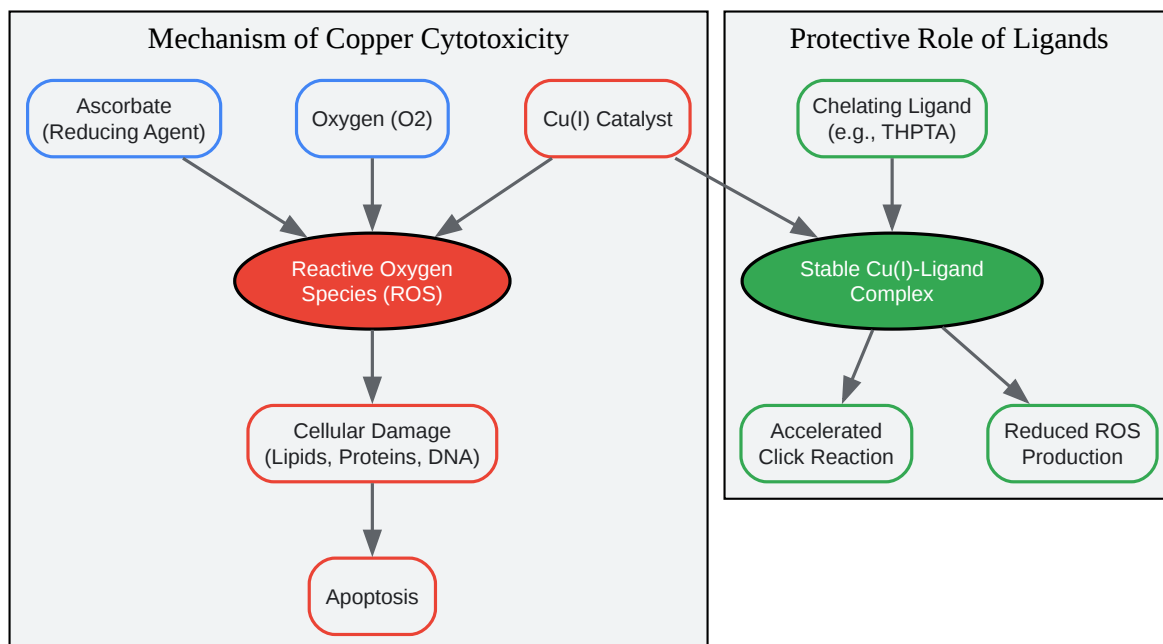 Mechanism of Copper Cytotoxicity
Protective Role of Ligands
Ascorbate
(Reducing Agent)
Oxygen (O2)
Cu(I) Catalyst
Chelating Ligand
(e.g., THPTA)
Reactive Oxygen
Species (ROS)
Stable Cu(I)-Ligand
Complex
Cellular Damage
(Lipids, Proteins, DNA)
Accelerated
Click Reaction
Reduced ROS
Production
Apoptosis